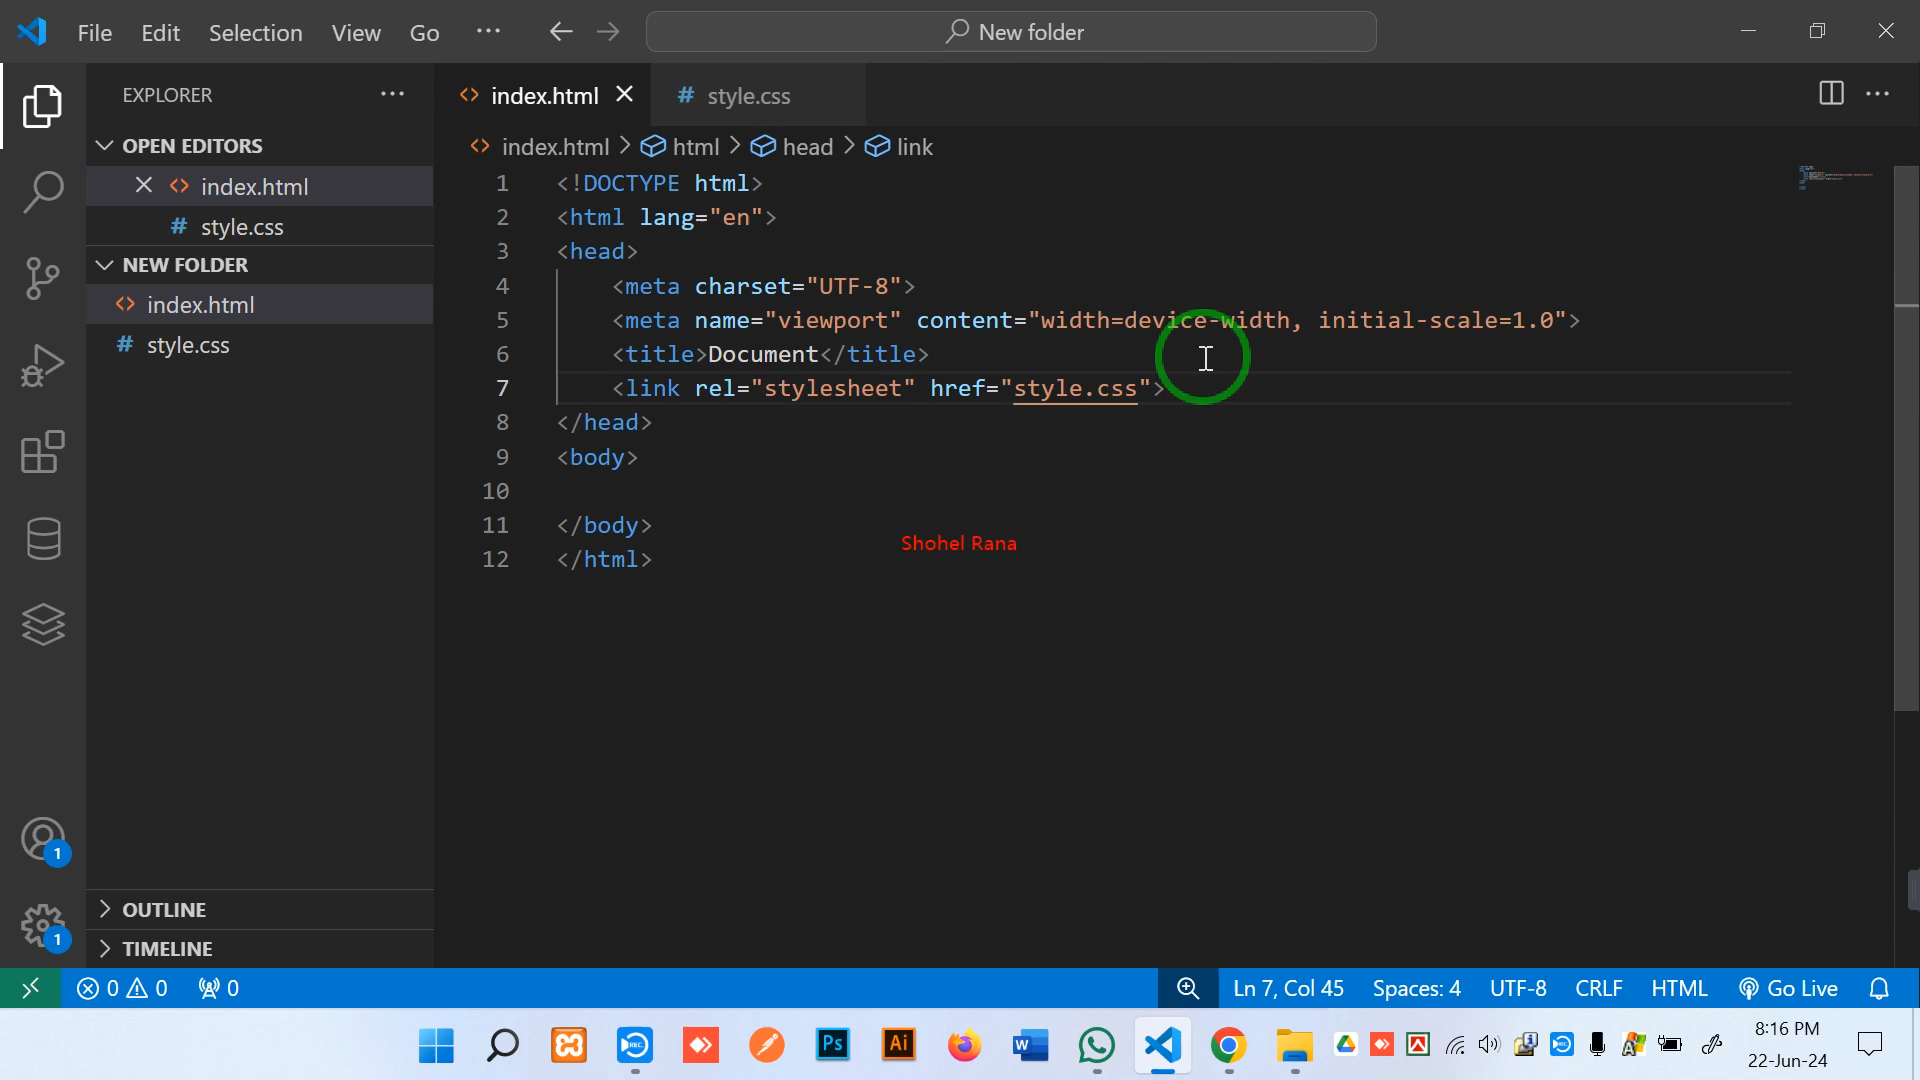 File Edit Selection View Go ··· New folder
EXPLORER ···
OPEN EDITORS
index.html
# style.css
NEW FOLDER
index.html
# style.css
OUTLINE
TIMELINE
index.html # style.css
index.html > html > head > link
1 <!DOCTYPE html>
2 <html lang="en">
3 <head>
4 <meta charset="UTF-8">
5 <meta name="viewport" content="width=device-width, initial-scale=1.0">
6 <title>Document</title>
7 <link rel="stylesheet" href="style.css">
8 </head>
9 <body>
10
11 </body>
12 </html>
Shohel Rana
1
1
0 0 0 Ln 7, Col 45 Spaces: 4 UTF-8 CRLF HTML Go Live
REC Ps Ai W
8:16 PM
22-Jun-24